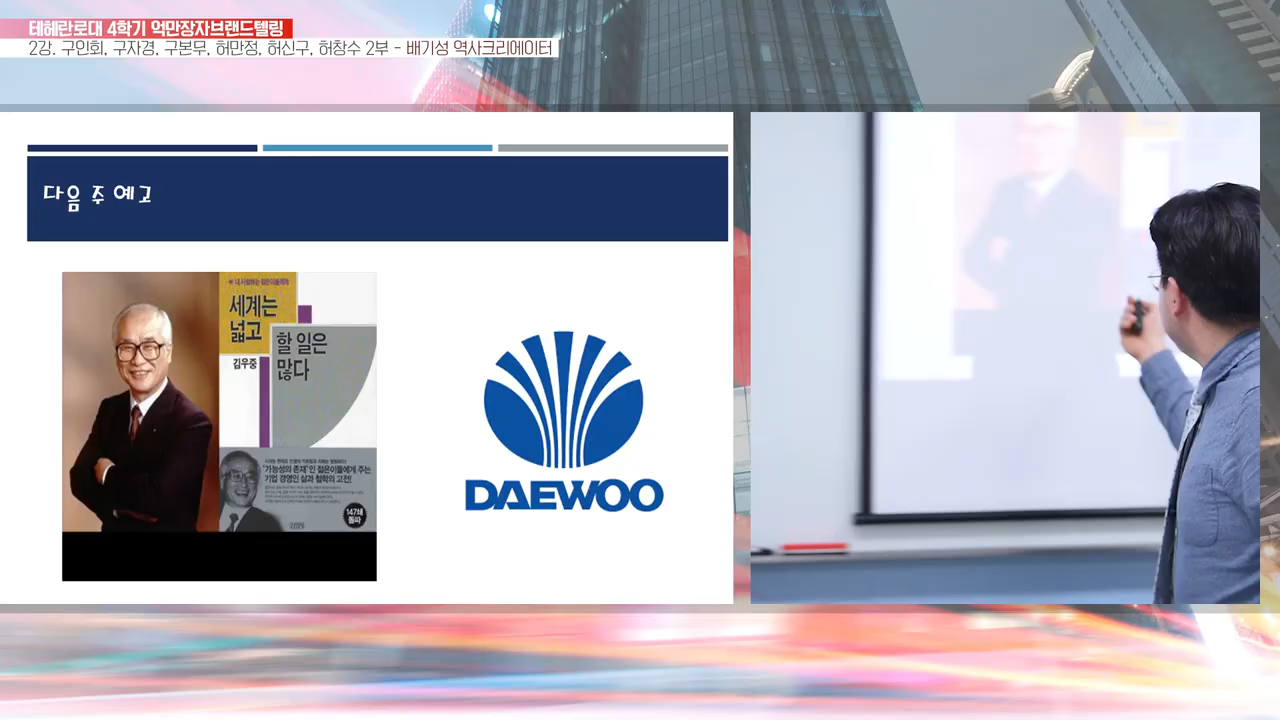 테헤란로대 4학기 억만장자브랜드텔링
2강. 구인회, 구자경, 구본무, 허만정, 허신구, 허창수 2부 - 배기성 역사크리에이터
다음 주 예고
세계는
넓고
할 일은
많다
김우중
'가능성의 존재'인 젊은이들에게 주는
기업 경영인 삶과 철학의 고전!
147쇄
돌파
DAEWOO